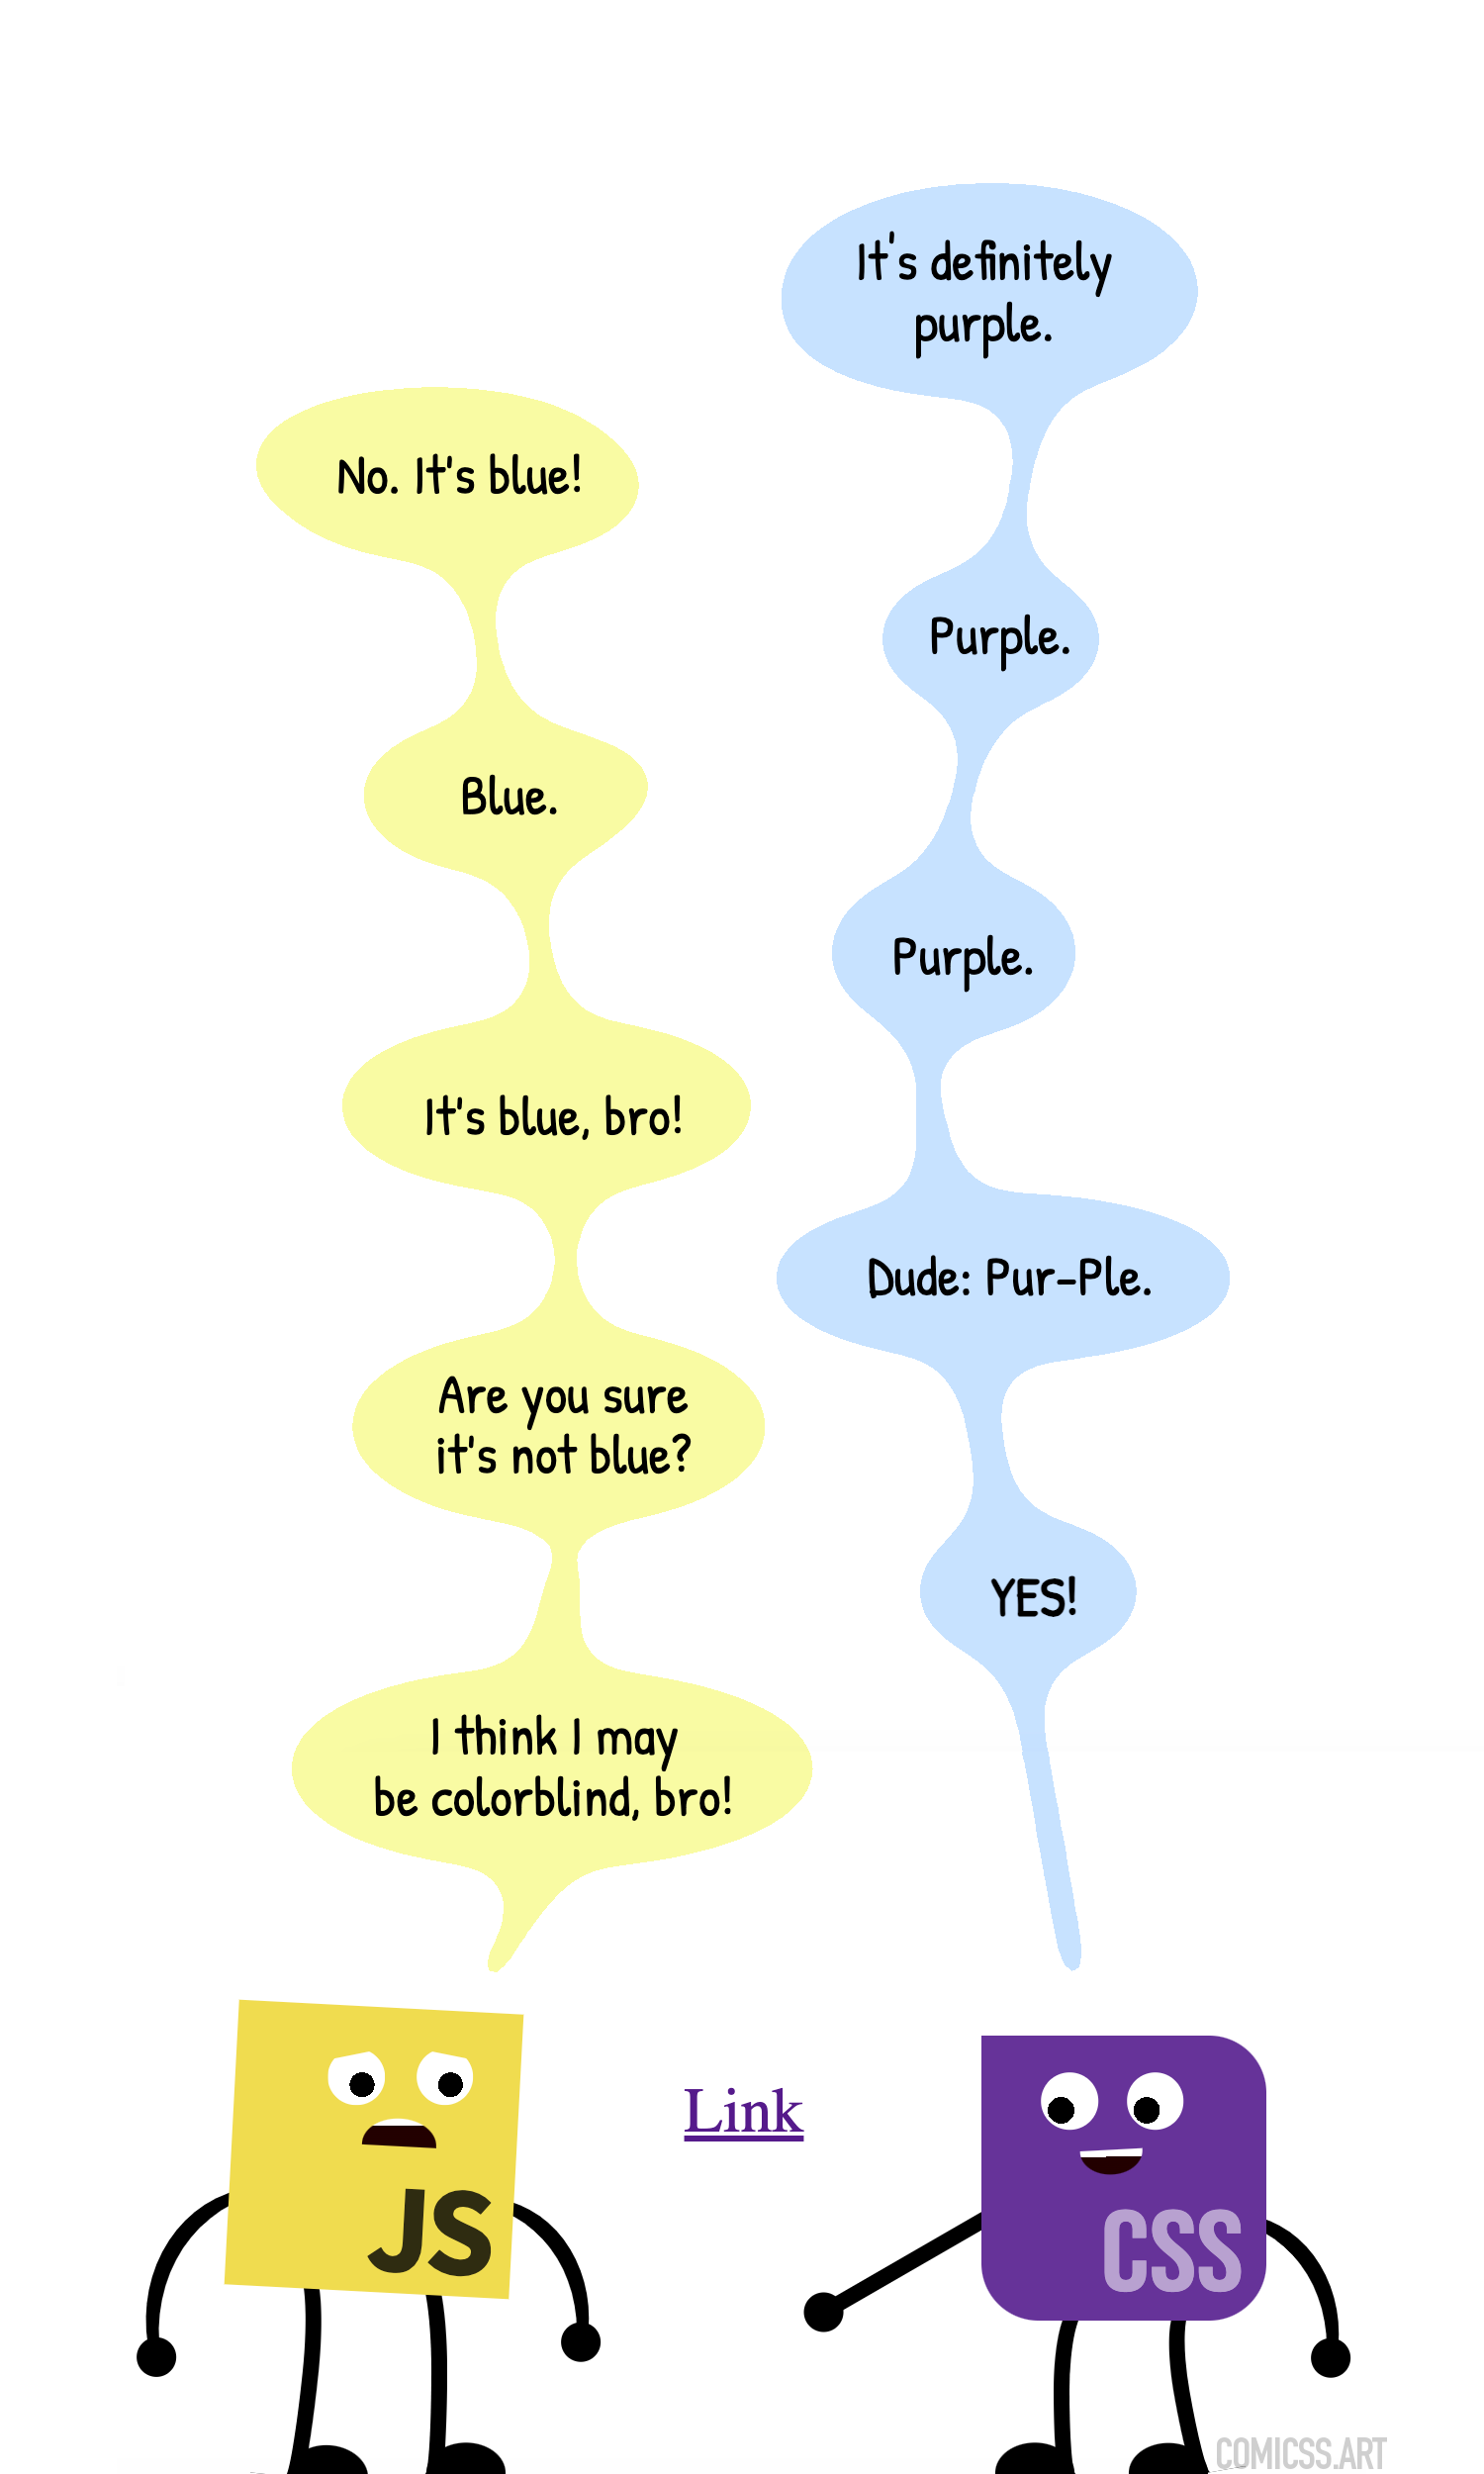 It's definitely
purple.
No. It's blue!
Purple.
Blue.
Purple.
It's blue, bro!
Dude: Pur-Ple.
Are you sure
it's not blue?
YES!
I think I may
be colorblind, bro!
Link
JS
CSS
COMICSS.ART